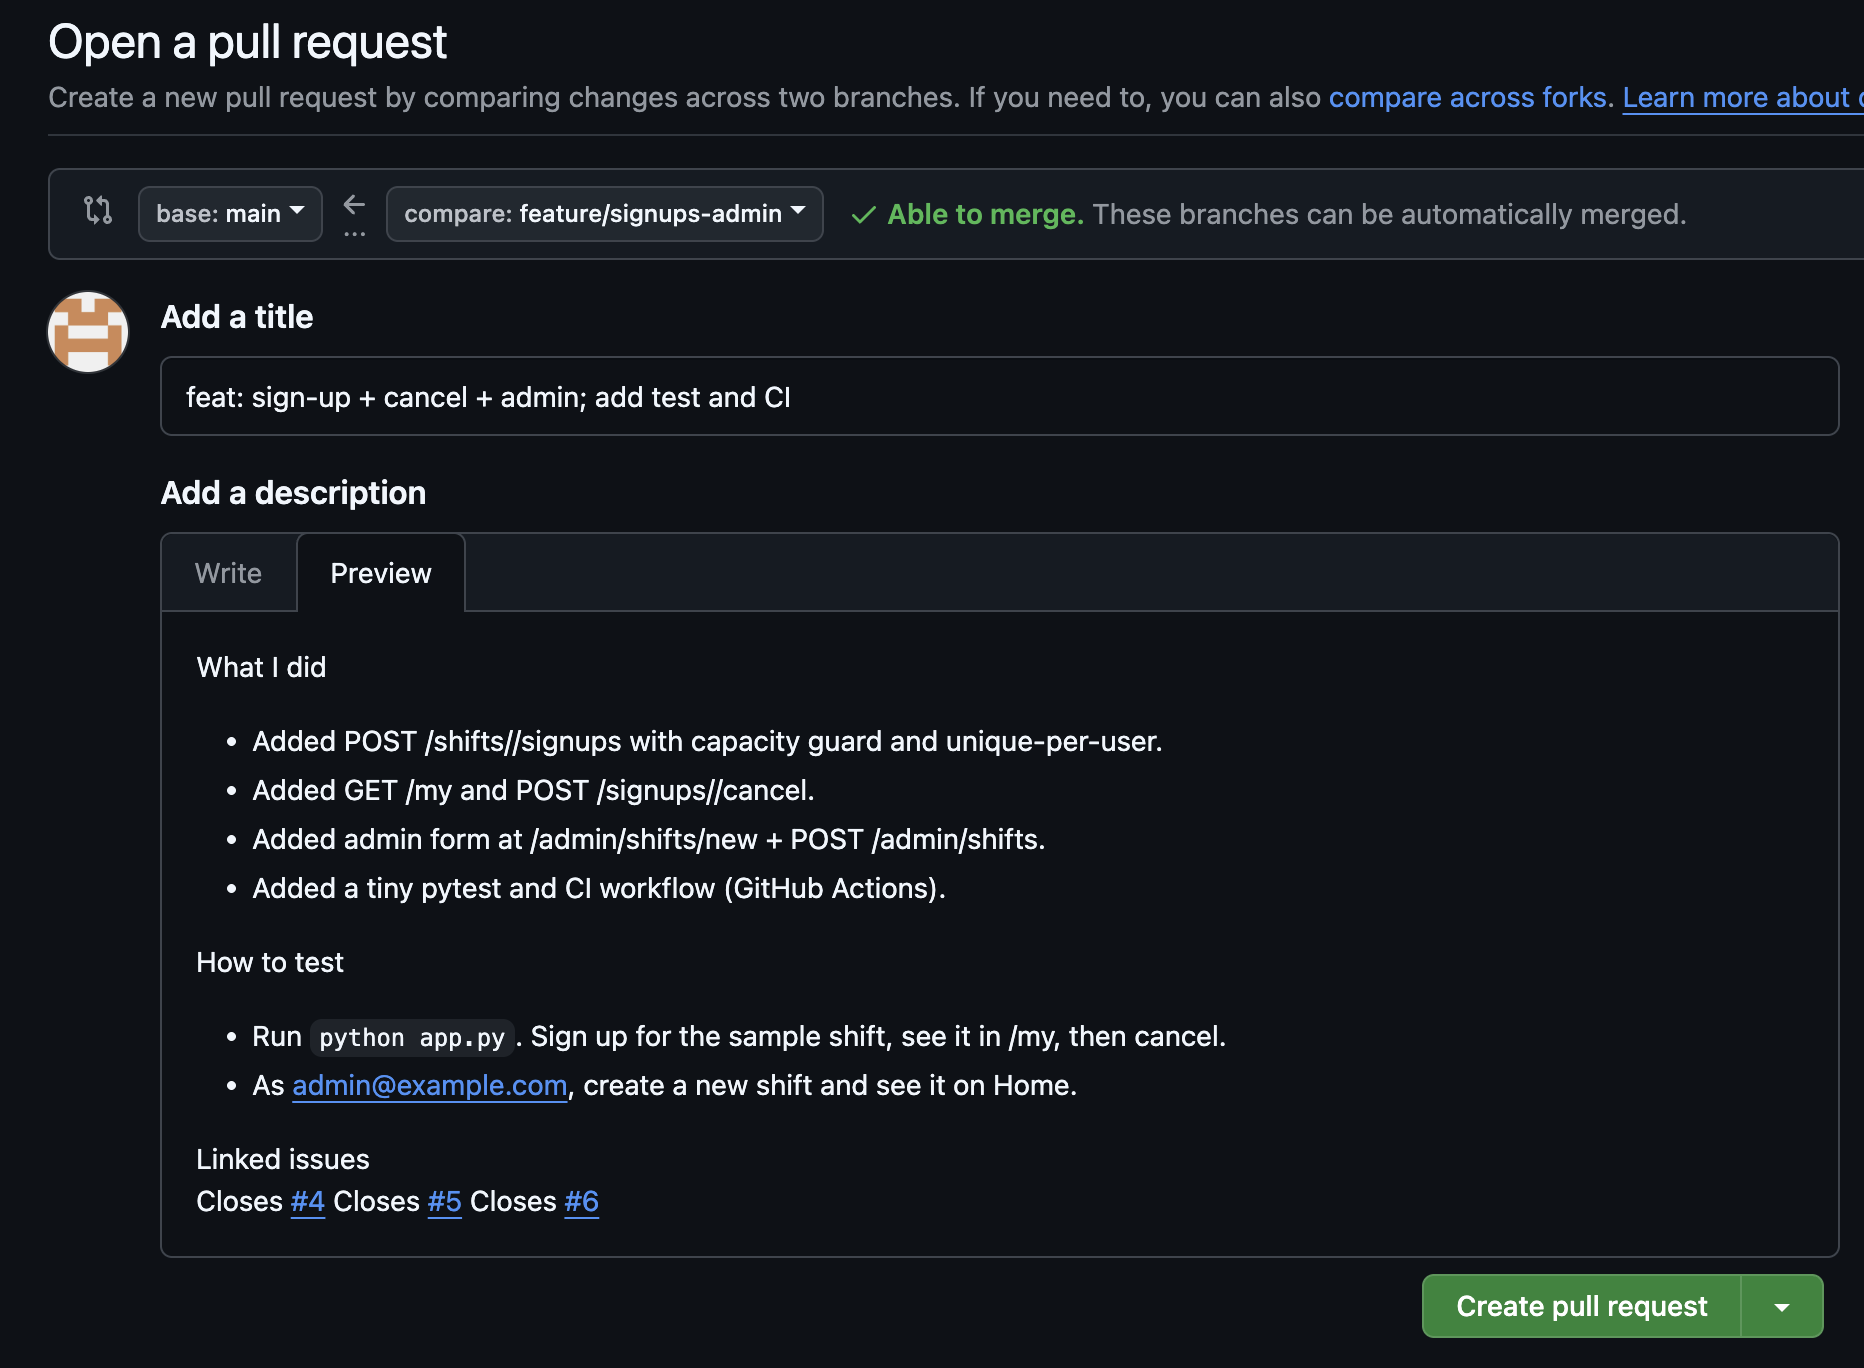 Open a pull request
Create a new pull request by comparing changes across two branches. If you need to, you can also compare across forks. Learn more about
base: main
compare: feature/signups-admin
Able to merge. These branches can be automatically merged.
Add a title
feat: sign-up + cancel + admin; add test and CI
Add a description
Write
Preview
What I did
• Added POST /shifts//signups with capacity guard and unique-per-user.
• Added GET /my and POST /signups//cancel.
• Added admin form at /admin/shifts/new + POST /admin/shifts.
• Added a tiny pytest and CI workflow (GitHub Actions).
How to test
• Run python app.py. Sign up for the sample shift, see it in /my, then cancel.
• As admin@example.com, create a new shift and see it on Home.
Linked issues
Closes #4 Closes #5 Closes #6
Create pull request